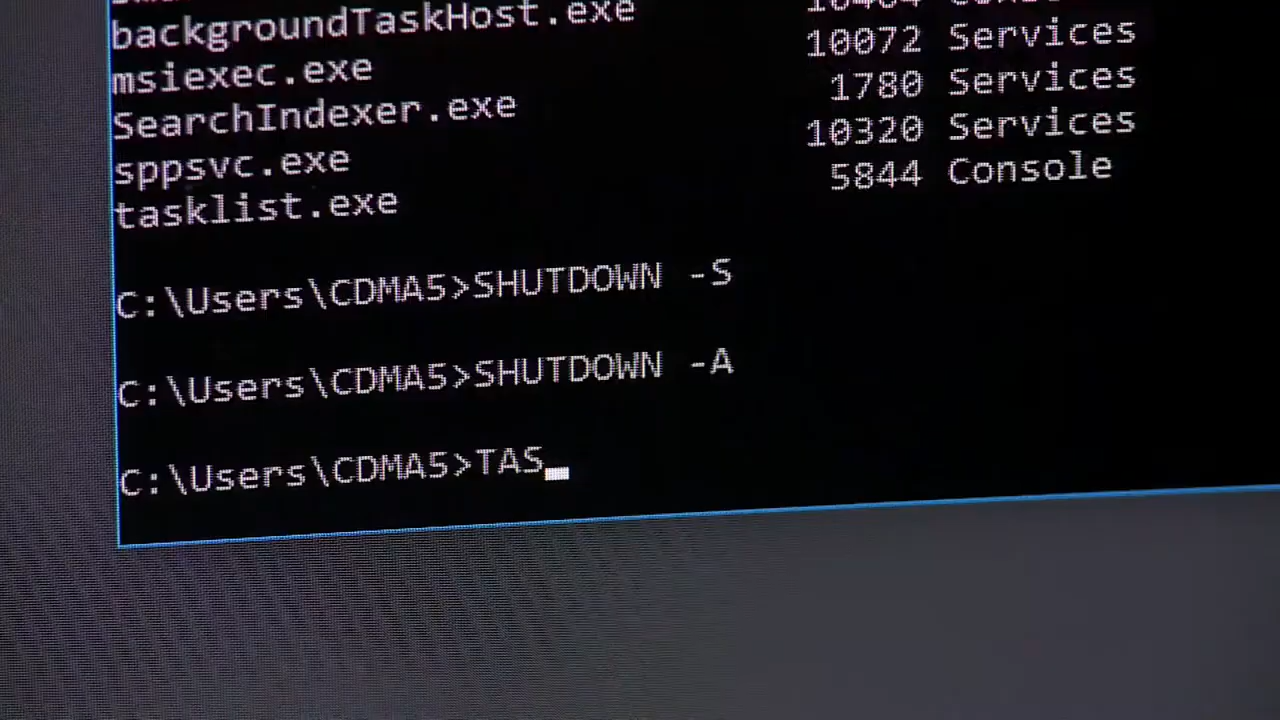 backgroundTaskHost.exe
msiexec.exe 10072 Services
SearchIndexer.exe 1780 Services
sppsvc.exe 10320 Services
tasklist.exe 5844 Console
C:\Users\CDMA5>SHUTDOWN -S
C:\Users\CDMA5>SHUTDOWN -A
C:\Users\CDMA5>TAS